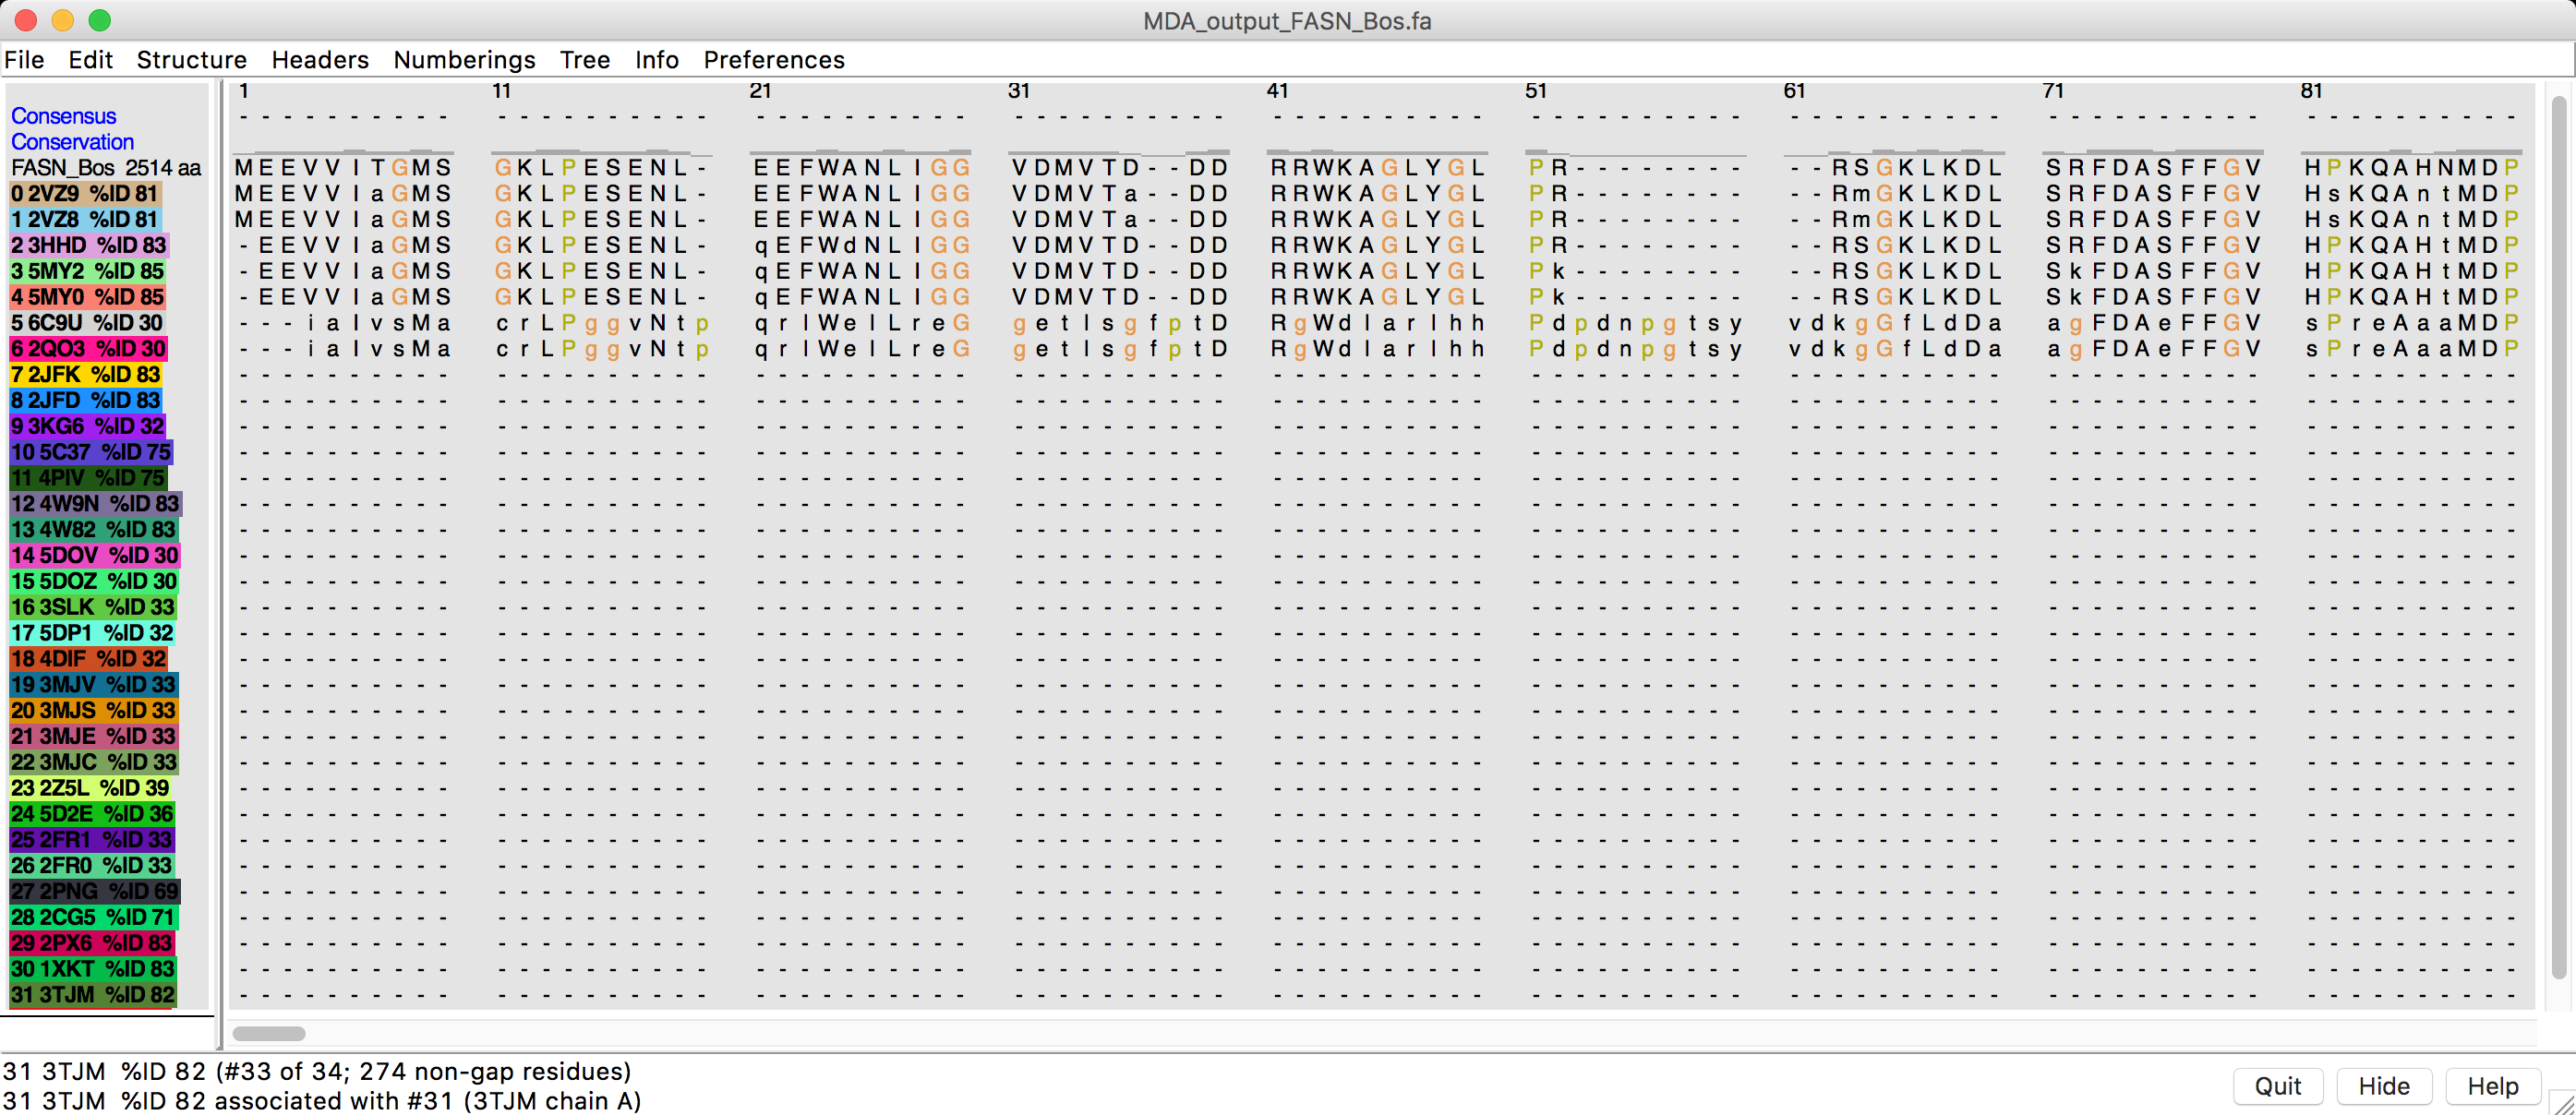 MDA_output_FASN_Bos.fa
File Edit Structure Headers Numberings Tree Info Preferences
1 11 21 31 41 51 61 71 81
Consensus - - - - - - - - - - - - - - - - - - - - - - - - - - - - - - - - - - - - - - - - - - - - - - - - - - - - - - - - - - - - - - - - - - - - - - - - - - - - - - - - - - - - - - - - - -
Conservation
FASN_Bos 2514 aa MEEVVITGMS GKLPESENL- EEFWANLIGG VDMVTD--DD RRWKAGLYGL PR-------- --RSGKLKDL SRFDASFFGV HPKQAHNMDP
0 2VZ9 %ID 81 MEEVVIaGMS GKLPESENL- EEFWANLIGG VDMVTa--DD RRWKAGLYGL PR-------- --RmGKLKDL SRFDASFFGV HsKQAntMDP
1 2VZ8 %ID 81 MEEVVIaGMS GKLPESENL- EEFWANLIGG VDMVTa--DD RRWKAGLYGL PR-------- --RmGKLKDL SRFDASFFGV HsKQAntMDP
2 3HHD %ID 83 -EEVVIaGMS GKLPESENL- qEFWdNLIGG VDMVTD--DD RRWKAGLYGL PR-------- --RSGKLKDL SRFDASFFGV HPKQAHtMDP
3 5MY2 %ID 85 -EEVVIaGMS GKLPESENL- qEFWANLIGG VDMVTD--DD RRWKAGLYGL Pk-------- --RSGKLKDL SkFDASFFGV HPKQAHtMDP
4 5MY0 %ID 85 -EEVVIaGMS GKLPESENL- qEFWANLIGG VDMVTD--DD RRWKAGLYGL Pk-------- --RSGKLKDL SkFDASFFGV HPKQAHtMDP
5 6C9U %ID 30 ---iaIvsMa crLPggvNtp qrlWelLreG getlsgfptD RgWdlarlhh Pdpdnpgtsy vdkgGfLdDa agFDAeFFGV sPreAaaMDP
6 2QO3 %ID 30 ---iaIvsMa crLPggvNtp qrlWelLreG getlsgfptD RgWdlarlhh Pdpdnpgtsy vdkgGfLdDa agFDAeFFGV sPreAaaMDP
7 2JFK %ID 83 ---------- ---------- ---------- ---------- ---------- ---------- ---------- ---------- ----------
8 2JFD %ID 83 ---------- ---------- ---------- ---------- ---------- ---------- ---------- ---------- ----------
9 3KG6 %ID 32 ---------- ---------- ---------- ---------- ---------- ---------- ---------- ---------- ----------
10 5C37 %ID 75 ---------- ---------- ---------- ---------- ---------- ---------- ---------- ---------- ----------
11 4PIV %ID 75 ---------- ---------- ---------- ---------- ---------- ---------- ---------- ---------- ----------
12 4W9N %ID 83 ---------- ---------- ---------- ---------- ---------- ---------- ---------- ---------- ----------
13 4W82 %ID 83 ---------- ---------- ---------- ---------- ---------- ---------- ---------- ---------- ----------
14 5DOV %ID 30 ---------- ---------- ---------- ---------- ---------- ---------- ---------- ---------- ----------
15 5DOZ %ID 30 ---------- ---------- ---------- ---------- ---------- ---------- ---------- ---------- ----------
16 3SLK %ID 33 ---------- ---------- ---------- ---------- ---------- ---------- ---------- ---------- ----------
17 5DP1 %ID 32 ---------- ---------- ---------- ---------- ---------- ---------- ---------- ---------- ----------
18 4DIF %ID 32 ---------- ---------- ---------- ---------- ---------- ---------- ---------- ---------- ----------
19 3MJV %ID 33 ---------- ---------- ---------- ---------- ---------- ---------- ---------- ---------- ----------
20 3MJS %ID 33 ---------- ---------- ---------- ---------- ---------- ---------- ---------- ---------- ----------
21 3MJE %ID 33 ---------- ---------- ---------- ---------- ---------- ---------- ---------- ---------- ----------
22 3MJC %ID 33 ---------- ---------- ---------- ---------- ---------- ---------- ---------- ---------- ----------
23 2Z5L %ID 39 ---------- ---------- ---------- ---------- ---------- ---------- ---------- ---------- ----------
24 5D2E %ID 36 ---------- ---------- ---------- ---------- ---------- ---------- ---------- ---------- ----------
25 2FR1 %ID 33 ---------- ---------- ---------- ---------- ---------- ---------- ---------- ---------- ----------
26 2FR0 %ID 33 ---------- ---------- ---------- ---------- ---------- ---------- ---------- ---------- ----------
27 2PNG %ID 69 ---------- ---------- ---------- ---------- ---------- ---------- ---------- ---------- ----------
28 2CG5 %ID 71 ---------- ---------- ---------- ---------- ---------- ---------- ---------- ---------- ----------
29 2PX6 %ID 83 ---------- ---------- ---------- ---------- ---------- ---------- ---------- ---------- ----------
30 1XKT %ID 83 ---------- ---------- ---------- ---------- ---------- ---------- ---------- ---------- ----------
31 3TJM %ID 82 ---------- ---------- ---------- ---------- ---------- ---------- ---------- ---------- ----------
31 3TJM %ID 82 (#33 of 34; 274 non-gap residues)
31 3TJM %ID 82 associated with #31 (3TJM chain A)
Quit Hide Help